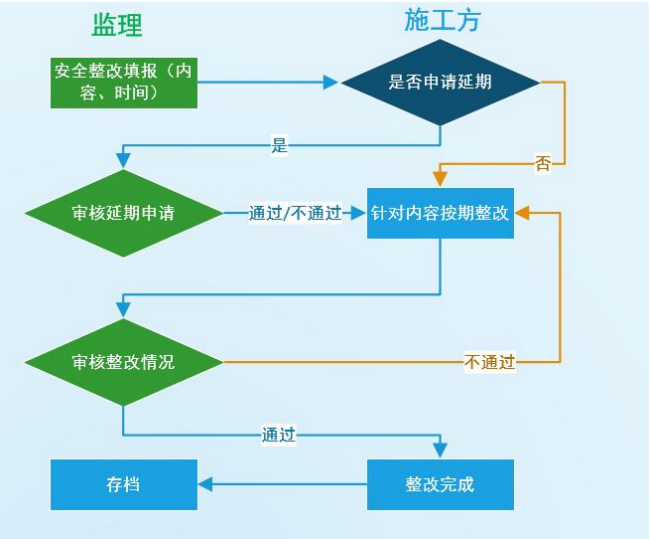 监理
施工方
安全整改填报（内
容、时间）
是否申请延期
是
否
审核延期申请
通过/不通过
针对内容按期整改
审核整改情况
不通过
通过
存档
整改完成